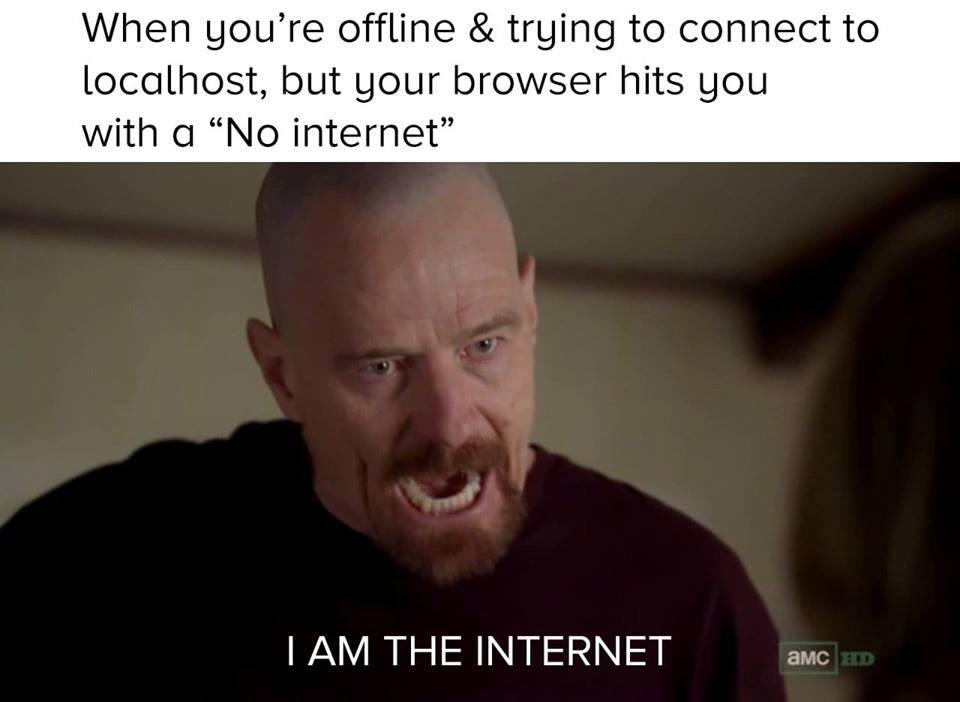 When you’re offline & trying to connect to
localhost, but your browser hits you
with a “No internet”
I AM THE INTERNET
amc HD